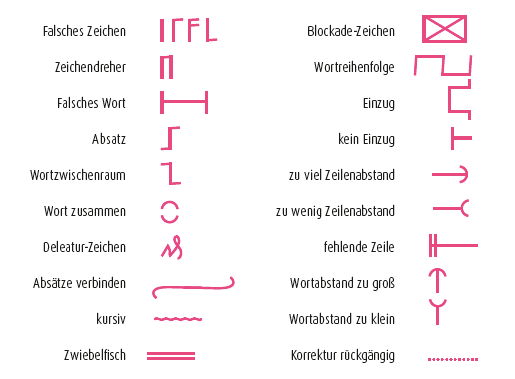 Falsches Zeichen
Zeichendreher
Falsches Wort
Absatz
Wortzwischenraum
Wort zusammen
Deleatur-Zeichen
Absätze verbinden
kursiv
Zwiebelfisch
Blockade-Zeichen
Wortreihenfolge
Einzug
kein Einzug
zu viel Zeilenabstand
zu wenig Zeilenabstand
fehlende Zeile
Wortabstand zu groß
Wortabstand zu klein
Korrektur rückgängig